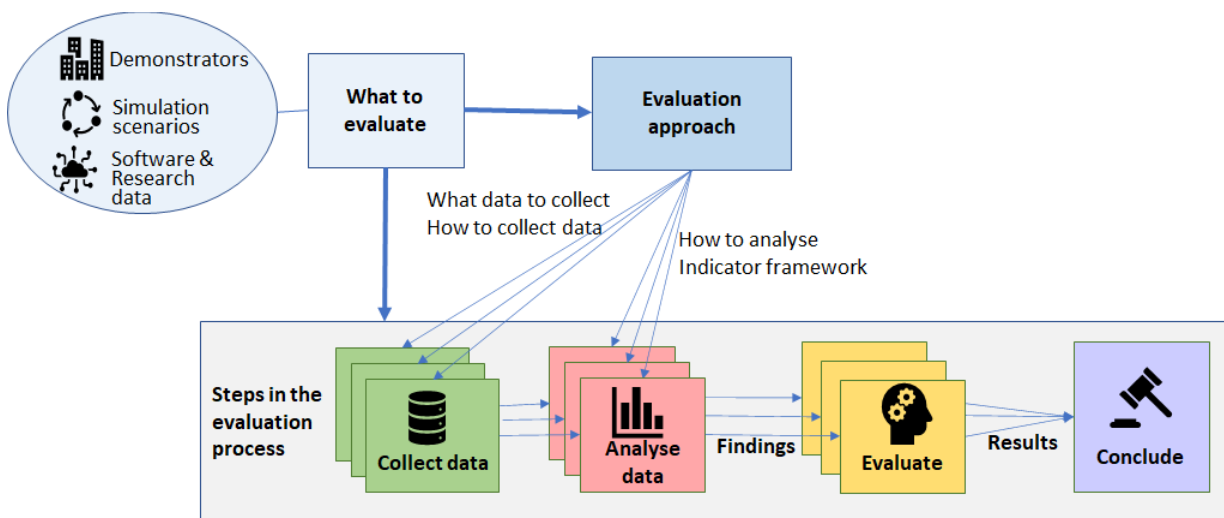 Demonstrators
Simulation
scenarios
Software &
Research
data
What to
evaluate
Evaluation
approach
What data to collect
How to collect data
How to analyse
Indicator framework
Steps in the
evaluation
process
Collect data
Analyse
data
Findings
Evaluate
Results
Conclude